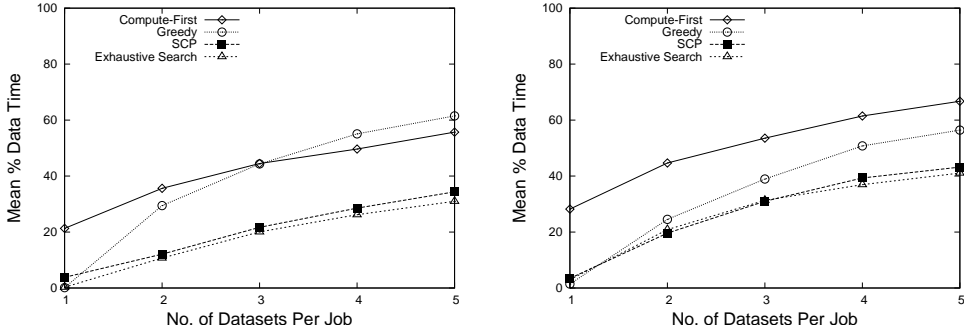 100
80
60
40
20
0
Mean % Data Time
Compute-First
Greedy
SCP
Exhaustive Search
1 2 3 4 5
No. of Datasets Per Job
100
80
60
40
20
0
Mean % Data Time
Compute-First
Greedy
SCP
Exhaustive Search
1 2 3 4 5
No. of Datasets Per Job